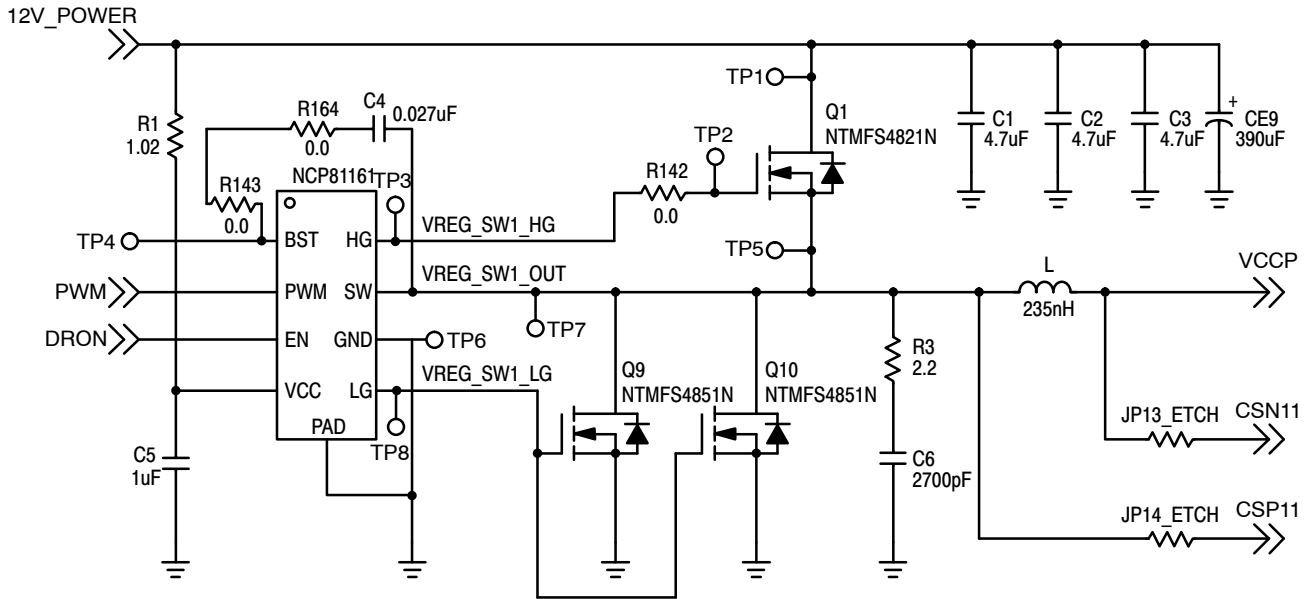 12V_POWER
TP1
R164
0.0
C4
0.027uF
R1
1.02
Q1
NTMFS4821N
C1
4.7uF
C2
4.7uF
C3
4.7uF
+
CE9
390uF
TP2
NCP81161
TP3
R143
0.0
R142
0.0
TP4
BST
HG
VREG_SW1_HG
TP5
PWM
PWM
SW
VREG_SW1_OUT
L
235nH
VCCP
DRON
EN
GND
TP6
TP7
VCC
LG
VREG_SW1_LG
PAD
TP8
Q9
NTMFS4851N
Q10
NTMFS4851N
R3
2.2
C5
1uF
C6
2700pF
JP13_ETCH
CSN11
JP14_ETCH
CSP11